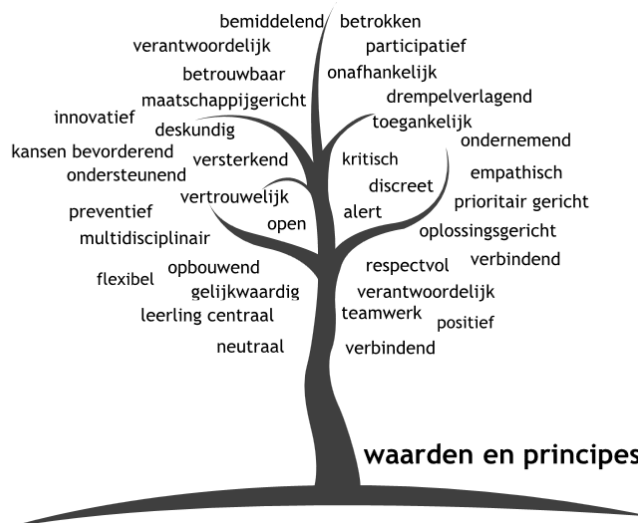 bemiddelend betrokken
verantwoordelijk participatief
betrouwbaar onafhankelijk
maatschappijgericht drempelverlagend
innovatief deskundig toegankelijk
ondernemend
kansen bevorderend versterkend kritisch
ondersteunend empathisch
vertrouwelijk discreet
preventief open alert prioritair gericht
multidisciplinair oplossingsgericht
flexibel opbouwend respectvol verbindend
gelijkwaardig verantwoordelijk
leerling centraal teamwerk positief
neutraal verbindend
waarden en principes